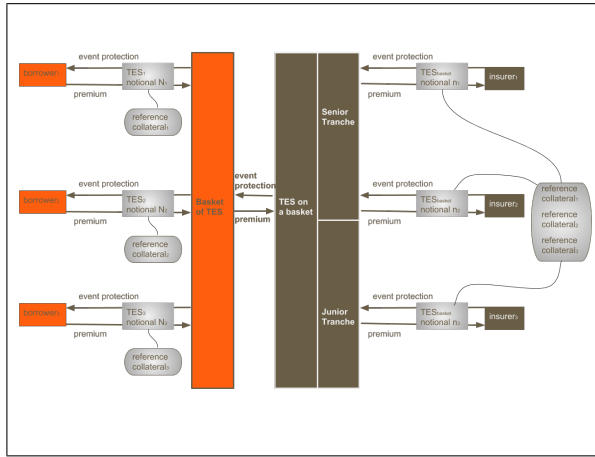 event protection
borrower₁
TES₁
notional N₁
premium
reference
collateral₁
event protection
borrower₂
TES₂
notional N₂
premium
reference
collateral₂
event protection
borrower₃
TES₃
notional N₃
premium
reference
collateral₃
Basket
of TES
event
protection
premium
TES on
a basket
Senior
Tranche
Junior
Tranche
event protection
TESbasket
notional n₁
insurer₁
premium
event protection
TESbasket
notional n₂
insurer₂
premium
event protection
TESbasket
notional n₃
insurer₃
premium
reference
collateral₁
reference
collateral₂
reference
collateral₃